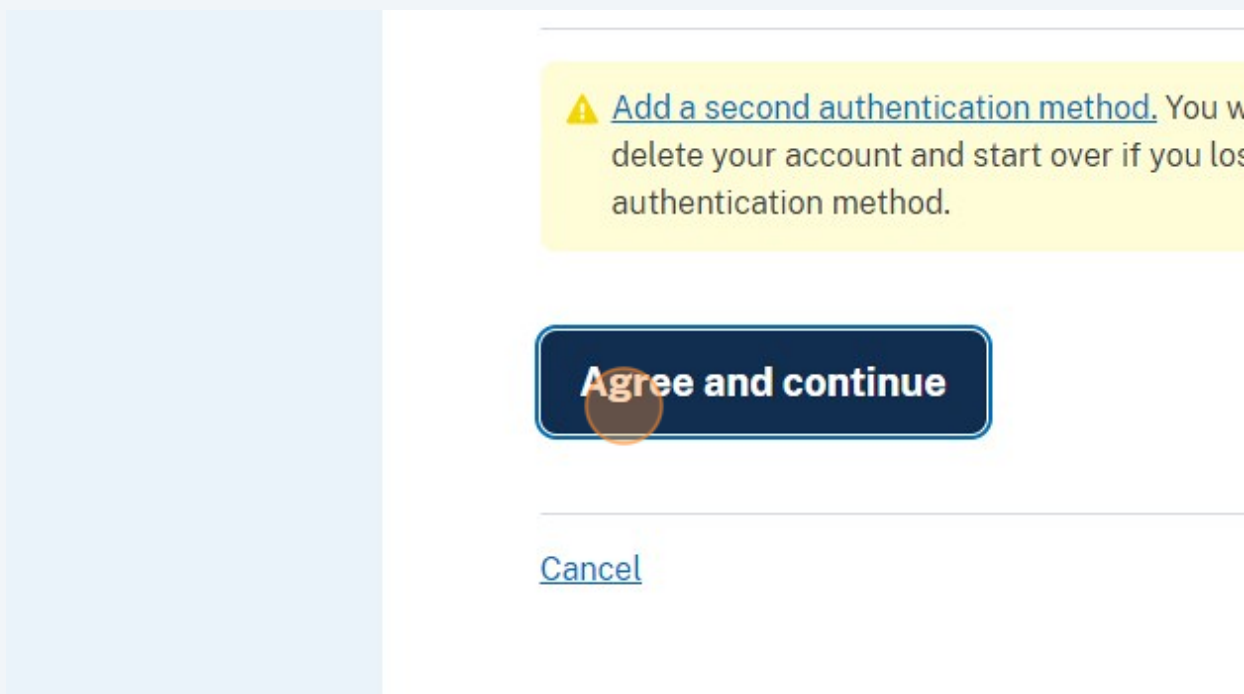 Add a second authentication method. You
delete your account and start over if you
authentication method.
Agree and continue
Cancel